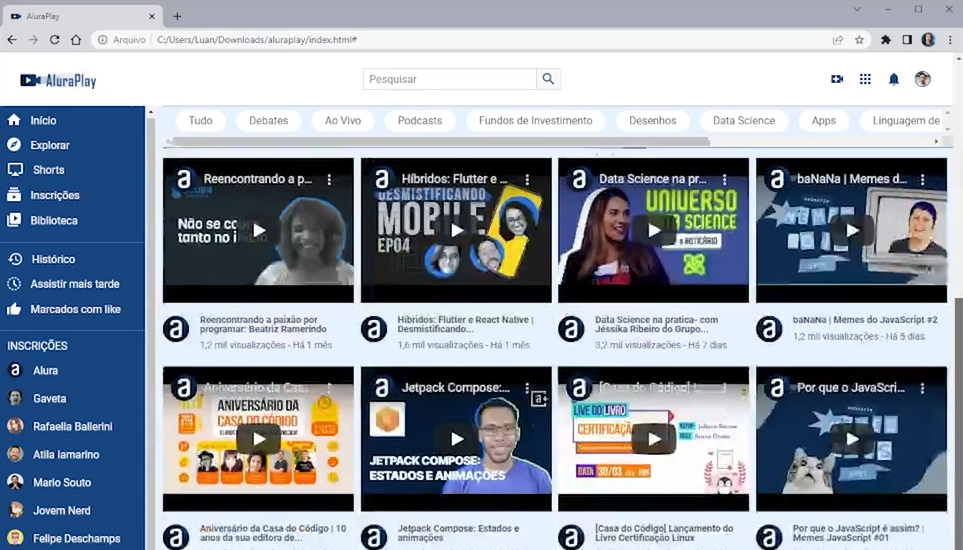 AluraPlay
Arquivo
C:/Users/Luan/Downloads/aluraplay/index.html#
AluraPlay
Pesquisar
Início
Explorar
Shorts
Inscrições
Biblioteca
Histórico
Assistir mais tarde
Marcados com like
INSCRIÇÕES
Alura
Gaveta
Rafaella Ballerini
Atila Iamarino
Mario Souto
Jovem Nerd
Felipe Deschamps
Tudo
Debates
Ao Vivo
Podcasts
Fundos de Investimento
Desenhos
Data Science
Apps
Linguagem de
Reencontrando a p...
Não se co
tanto no i
Híbridos: Flutter e ...
DESMISTIFICANDO
MOBILE
EP04
Data Science na pr...
UNIVERSO
DATA SCIENCE
BOTICÁRIO
baNaNa | Memes d...
Reencontrando a paixão por
programar: Beatriz Ramerindo
1,2 mil visualizações - Há 1 mês
Híbridos: Flutter e React Native |
Desmistificando...
1,6 mil visualizações - Há 1 mês
Data Science na pratica- com
Jéssika Ribeiro do Grupo...
3,2 mil visualizações - Há 7 dias
baNaNa | Memes do JavaScript #2
1,2 mil visualizações - Há 5 dias
Aniversário da Cas...
ANIVERSÁRIO DA
CASA DO CÓDIGO
Jetpack Compose:...
a+
JETPACK COMPOSE:
ESTADOS E ANIMAÇÕES
[Casa do Código] L
LIVE DO LIVRO
CERTIFICAÇÃ
DATA 30/03
Por que o JavaScri...
Aniversário da Casa do Código | 10
anos da sua editora de...
Jetpack Compose: Estados e
animações
[Casa do Código] Lançamento do
Livro Certificação Linux
Por que o JavaScript é assim? |
Memes JavaScript #01